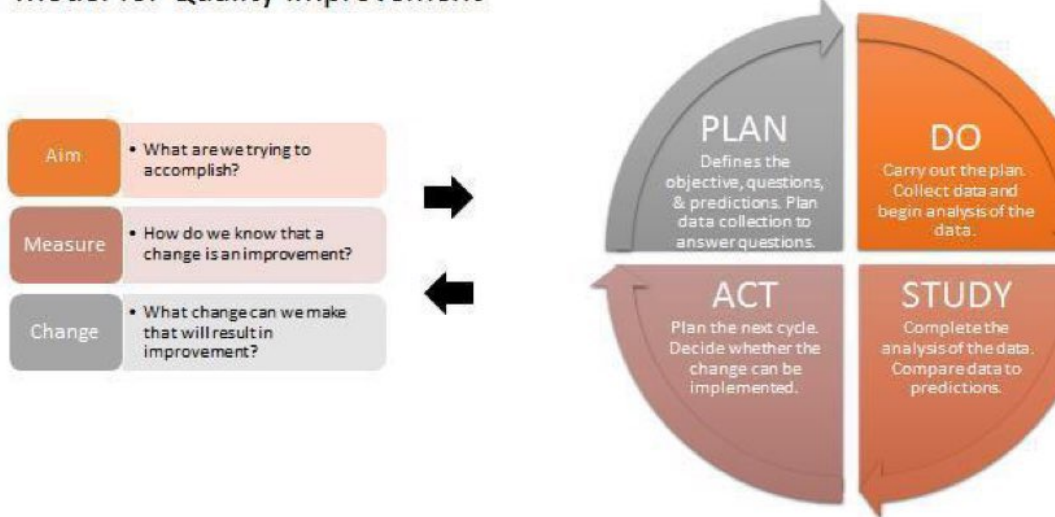 Model for Quality Improvement
Aim
• What are we trying to
accomplish?
Measure
• How do we know that a
change is an improvement?
Change
• What change can we make
that will result in
improvement?
PLAN
Defines the
objective, questions,
& predictions. Plan
data collection to
answer questions.
DO
Carry out the plan.
Collect data and
begin analysis of the
data.
ACT
Plan the next cycle.
Decide whether the
change can be
implemented.
STUDY
Complete the
analysis of the data.
Compare data to
predictions.